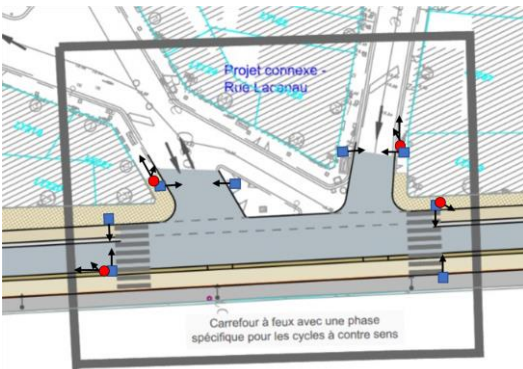 Projet connexe -
Rue Lacanau
Carrefour à feux avec une phase
spécifique pour les cycles à contre sens